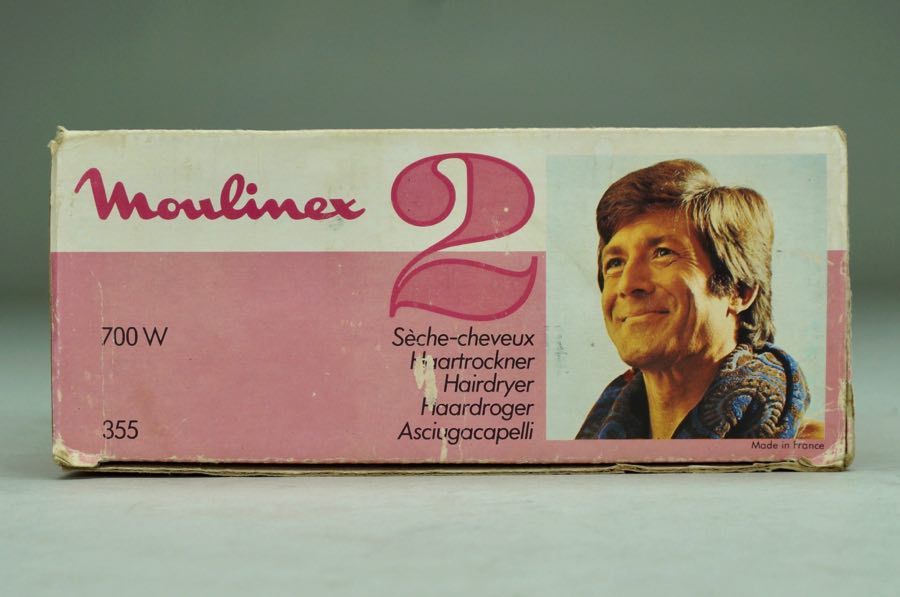 Moulinex
2
700 W
Sèche-cheveux
Haartrockner
Hairdryer
Haardroger
355
Asciugacapelli
Made in France